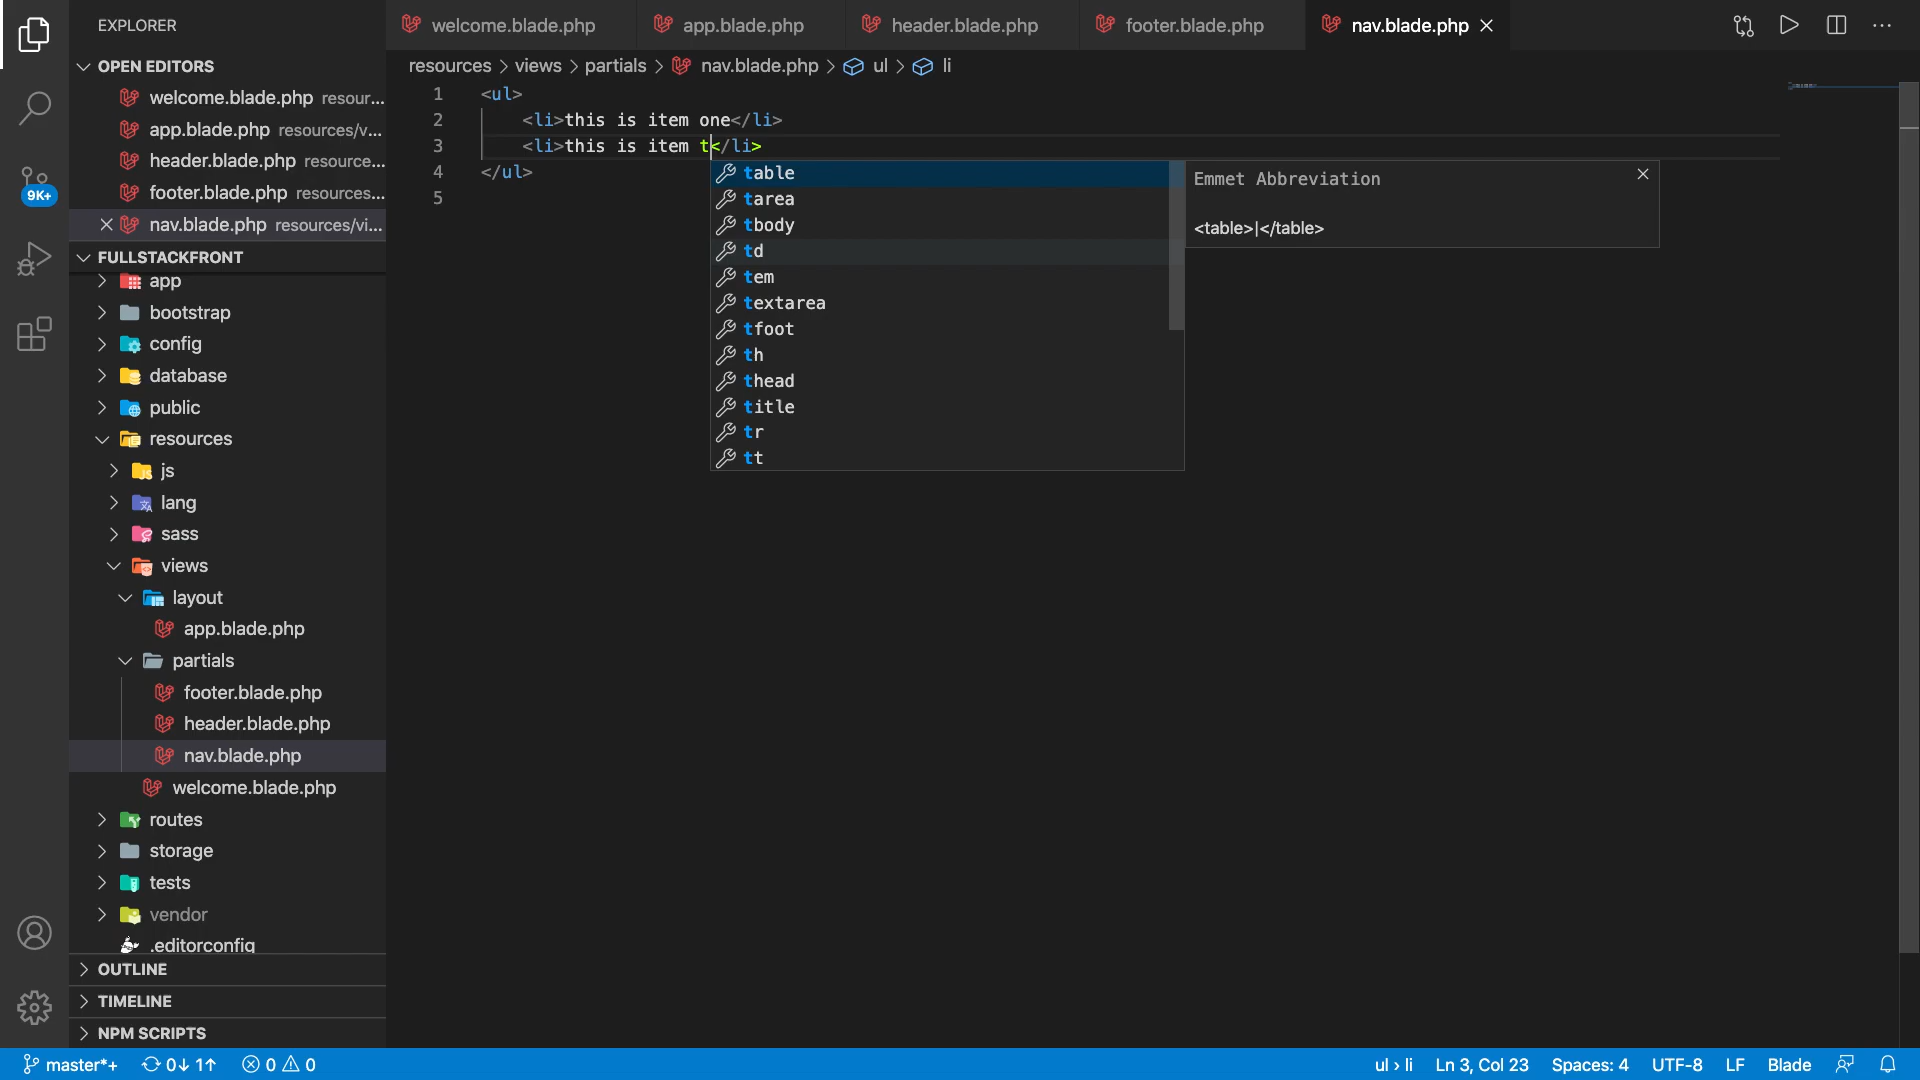 EXPLORER
OPEN EDITORS
welcome.blade.php resour...
app.blade.php resources/v...
header.blade.php resource...
footer.blade.php resources...
nav.blade.php resources/vi...
FULLSTACKFRONT
app
bootstrap
config
database
public
resources
js
lang
sass
views
layout
app.blade.php
partials
footer.blade.php
header.blade.php
nav.blade.php
welcome.blade.php
routes
storage
tests
vendor
.editorconfig
OUTLINE
TIMELINE
NPM SCRIPTS
9K+
welcome.blade.php app.blade.php header.blade.php footer.blade.php nav.blade.php
resources > views > partials > nav.blade.php > ul > li
1 <ul>
2 <li>this is item one</li>
3 <li>this is item t</li>
4 </ul>
5
table
tarea
tbody
td
tem
textarea
tfoot
th
thead
title
tr
tt
Emmet Abbreviation
<table>|</table>
master*+ 0↓ 1↑ 0 0 ul › li Ln 3, Col 23 Spaces: 4 UTF-8 LF Blade